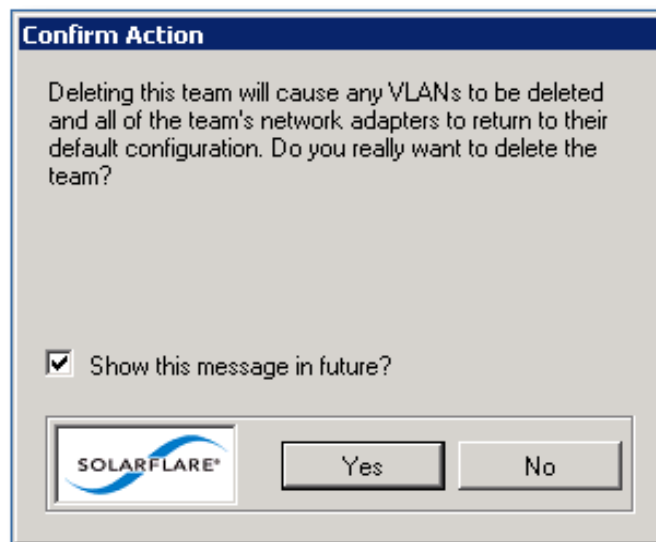 Confirm Action
Deleting this team will cause any VLANs to be deleted
and all of the team's network adapters to return to their
default configuration. Do you really want to delete the
team?
Show this message in future?
SOLARFLARE®
Yes
No